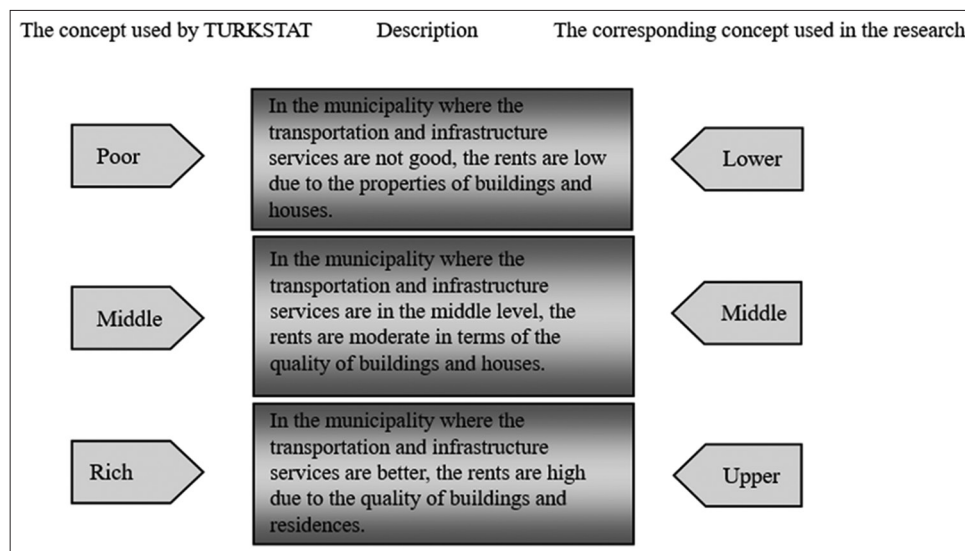 The concept used by TURKSTAT Description The corresponding concept used in the research
Poor
In the municipality where the
transportation and infrastructure
services are not good, the rents are low
due to the properties of buildings and
houses.
Lower
Middle
In the municipality where the
transportation and infrastructure
services are in the middle level, the
rents are moderate in terms of the
quality of buildings and houses.
Middle
Rich
In the municipality where the
transportation and infrastructure
services are better, the rents are high
due to the quality of buildings and
residences.
Upper